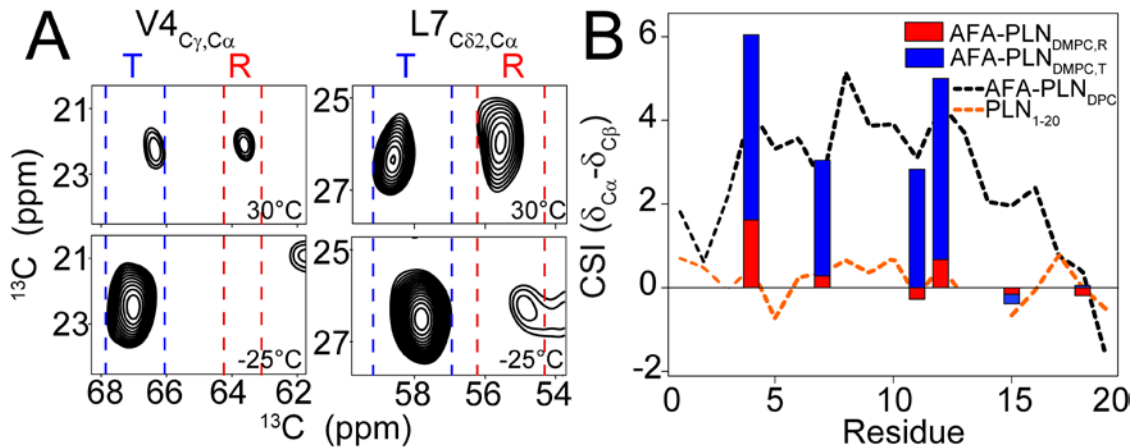 A
V4Cγ,Cα
L7Cδ2,Cα
T R T R
21
23
30°C
25
27
30°C
21
23
-25°C
25
27
-25°C
68 66 64 62
58 56 54
¹³C (ppm)
¹³C (ppm)
B
AFA-PLNDMPC,R
AFA-PLNDMPC,T
AFA-PLNDPC
PLN1-20
CSI (δCα-δCβ)
6
4
2
0
-2
0 5 10 15 20
Residue